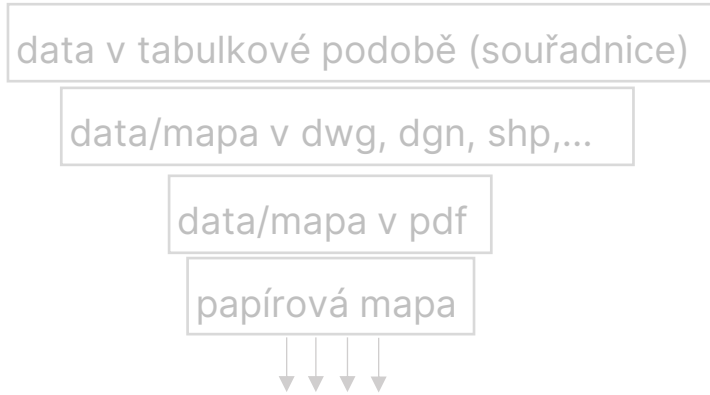 data v tabulkové podobě (souřadnice)
data/mapa v dwg, dgn, shp,...
data/mapa v pdf
papírová mapa